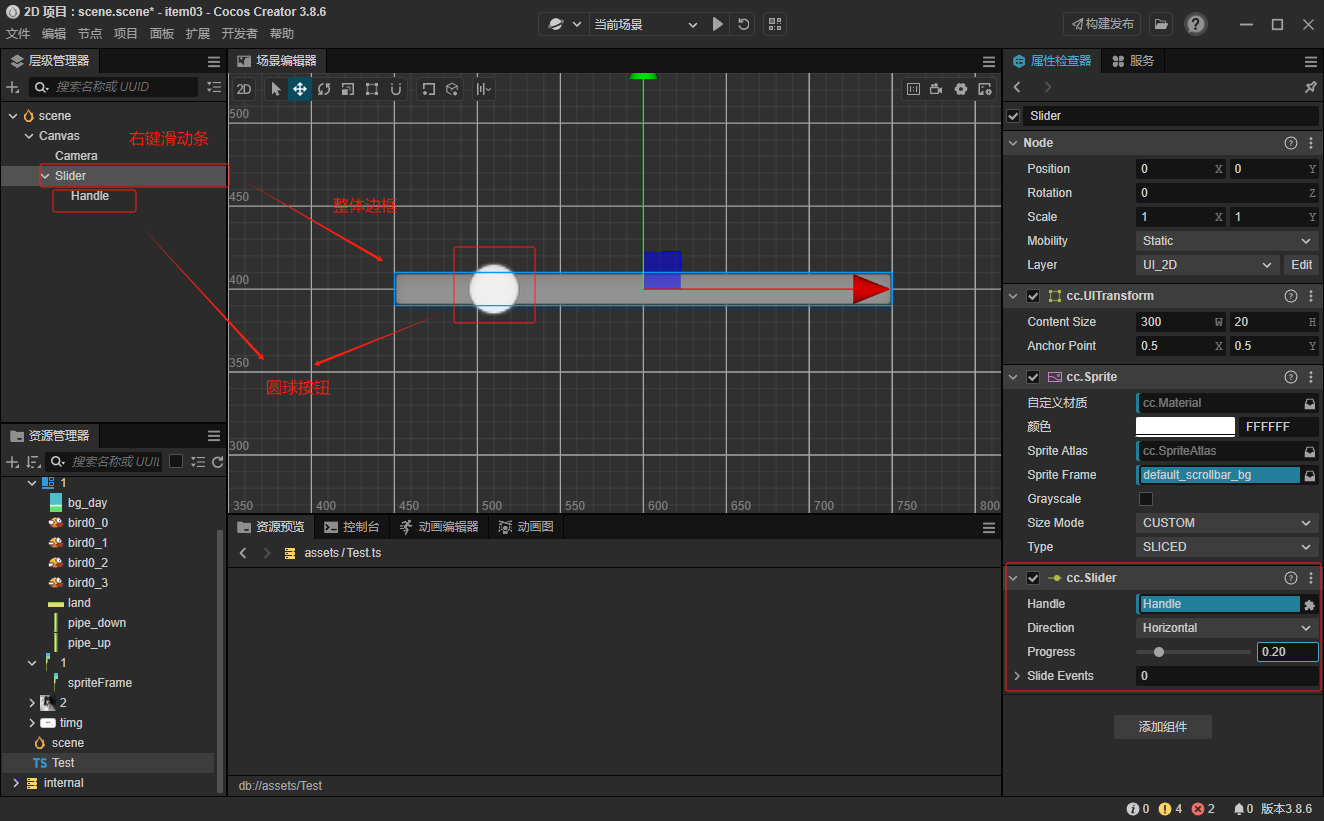 2D 项目 : scene.scene* - item03 - Cocos Creator 3.8.6
文件 编辑 节点 项目 面板 扩展 开发者 帮助
当前场景
构建发布
层级管理器
搜索名称或 UUID
scene
Canvas
Camera
Slider
Handle
右键滑动条
场景编辑器
2D
500
450
400
350
300
350 400 450 500 550 600 650 700 750 800
整体边框
圆球按钮
资源管理器
搜索名称或 UUI
1
bg_day
bird0_0
bird0_1
bird0_2
bird0_3
land
pipe_down
pipe_up
1
spriteFrame
2
timg
scene
TS Test
internal
资源预览 控制台 动画编辑器 动画图
assets / Test.ts
db://assets/Test
属性检查器 服务
Slider
Node
Position 0 X 0 Y
Rotation 0 Z
Scale 1 X 1 Y
Mobility Static
Layer UI_2D Edit
cc.UITransform
Content Size 300 W 20 H
Anchor Point 0.5 X 0.5 Y
cc.Sprite
自定义材质 cc.Material
颜色 FFFFFF
Sprite Atlas cc.SpriteAtlas
Sprite Frame default_scrollbar_bg
Grayscale
Size Mode CUSTOM
Type SLICED
cc.Slider
Handle Handle
Direction Horizontal
Progress 0.20
Slide Events 0
添加组件
0 4 2 0 版本3.8.6